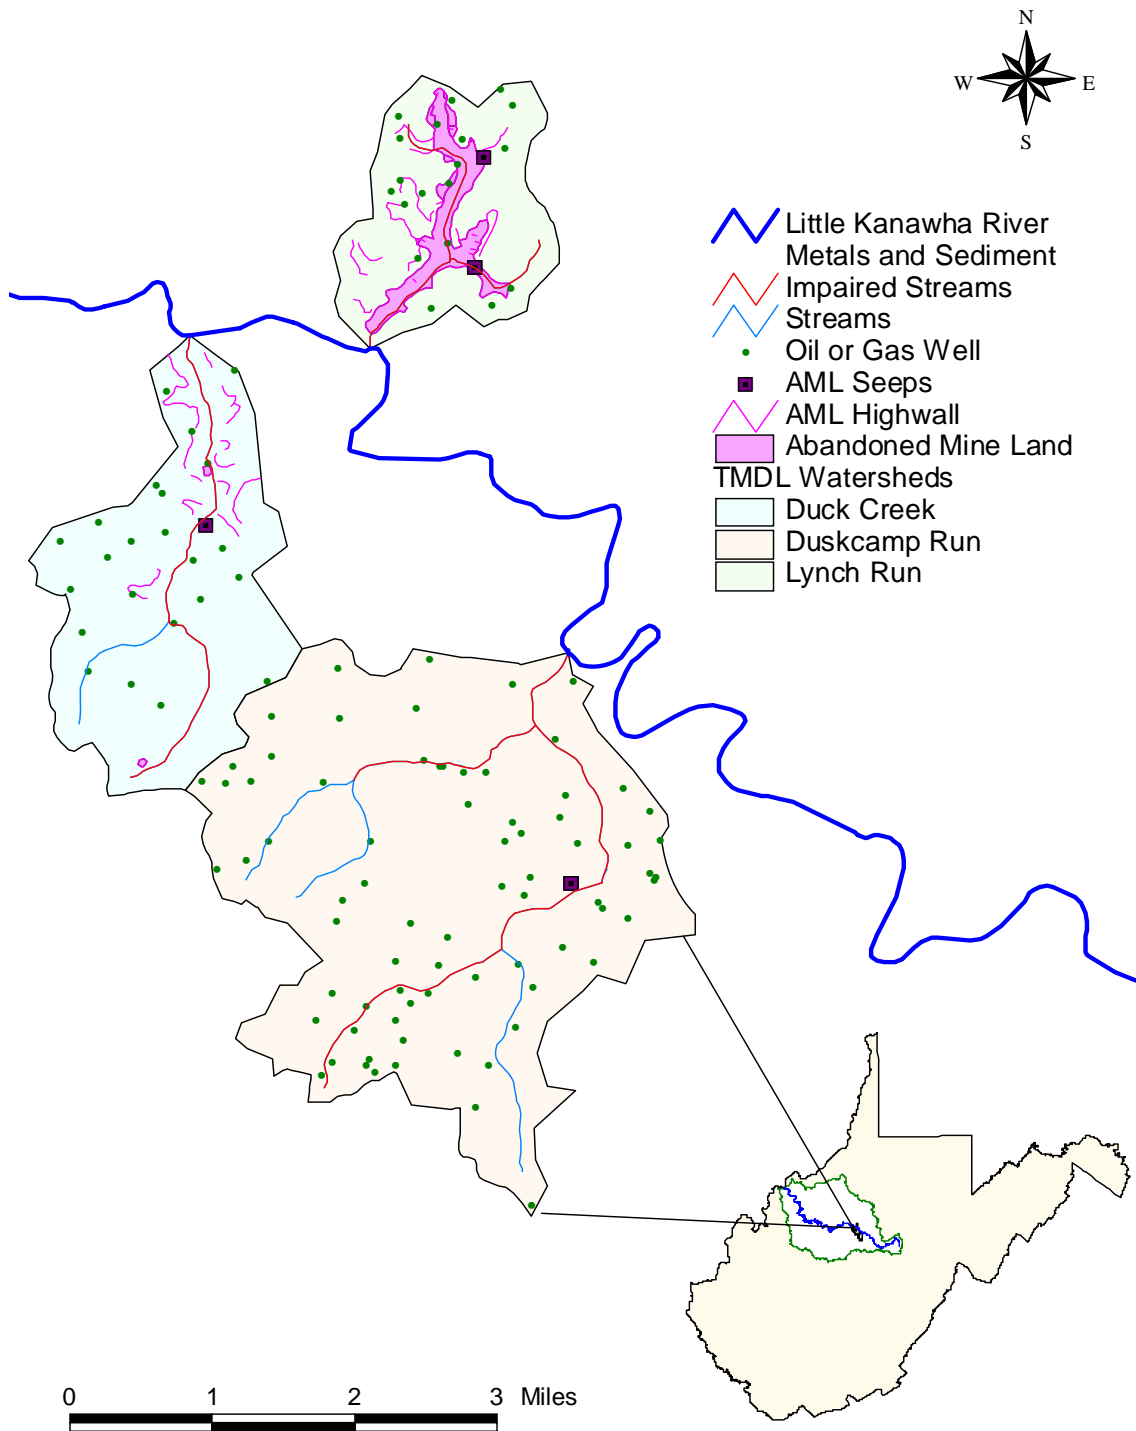 N
W E
S
Little Kanawha River
Metals and Sediment
Impaired Streams
Streams
Oil or Gas Well
AML Seeps
AML Highwall
Abandoned Mine Land
TMDL Watersheds
Duck Creek
Duskcamp Run
Lynch Run
0 1 2 3 Miles